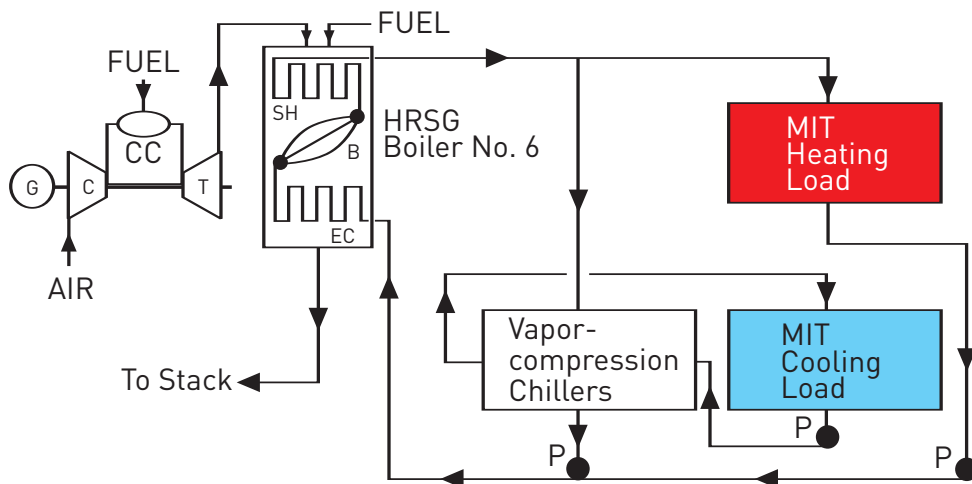 FUEL
FUEL
SH
HRSG
Boiler No. 6
B
CC
G
C
T
EC
AIR
To Stack
MIT
Heating
Load
Vapor-
compression
Chillers
MIT
Cooling
Load
P
P
P